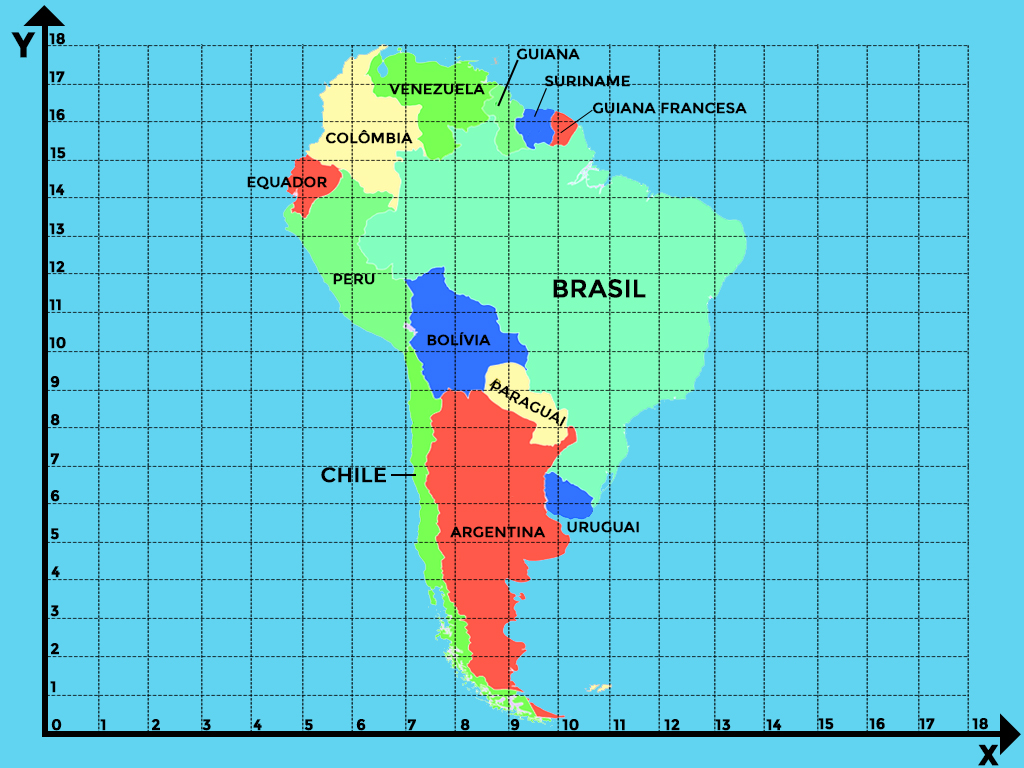 Y
18
GUIANA
17
VENEZUELA
SURINAME
GUIANA FRANCESA
16
COLÔMBIA
15
EQUADOR
14
13
12
PERU
BRASIL
11
BOLÍVIA
10
9
PARAGUAI
8
7
CHILE
6
ARGENTINA
URUGUAI
5
4
3
2
1
0 1 2 3 4 5 6 7 8 9 10 11 12 13 14 15 16 17 18
X